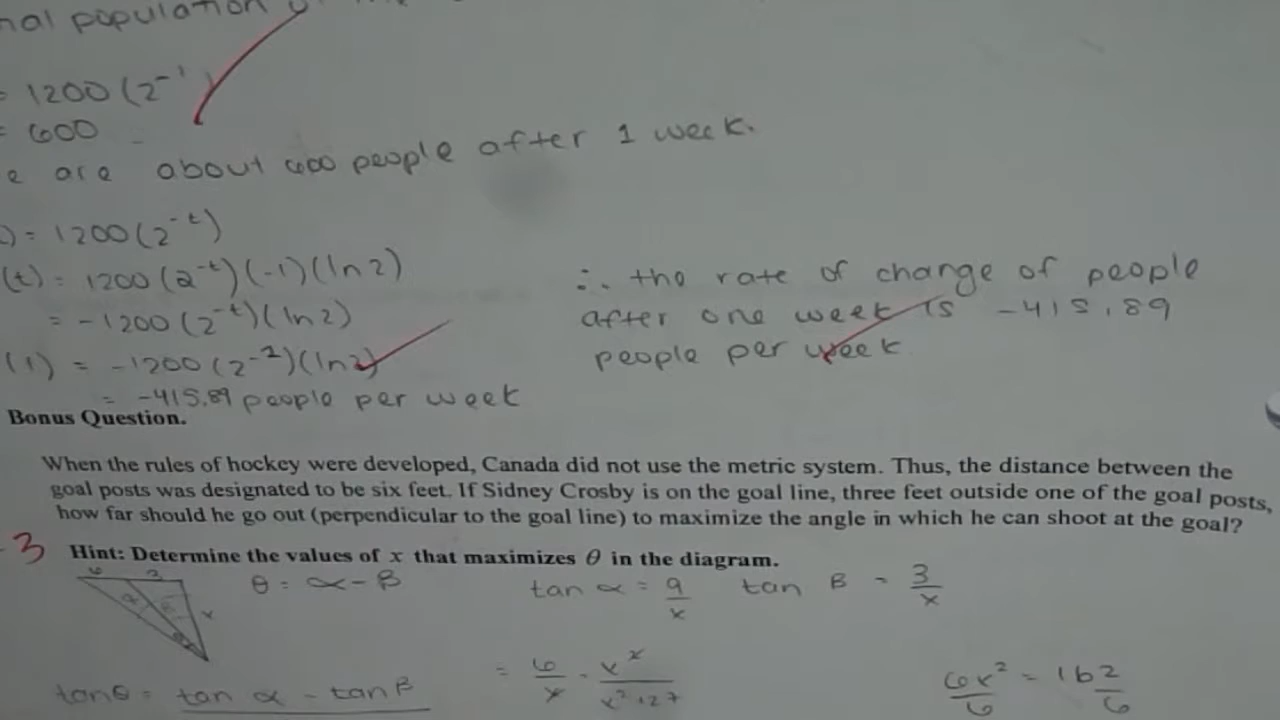 nal population of the
= 1200 (2^-1)
= 600
e are about 600 people after 1 week.
) = 1200 (2^-t)
(t) = 1200 (2^-t) (-1) (ln 2)
= -1200 (2^-t) (ln 2)
(1) = -1200 (2^-1) (ln 2)
= -415.89 people per week
∴ the rate of change of people
after one week is -415.89
people per week
Bonus Question.
When the rules of hockey were developed, Canada did not use the metric system. Thus, the distance between the
goal posts was designated to be six feet. If Sidney Crosby is on the goal line, three feet outside one of the goal posts,
how far should he go out (perpendicular to the goal line) to maximize the angle in which he can shoot at the goal?
3
Hint: Determine the values of x that maximizes θ in the diagram.
6 3
x
θ = α - β tan α = 9/x tan β = 3/x
tanθ = tan α - tan β
= 6/x · x^2/(x^2+27)
6x^2/6 = 162/6